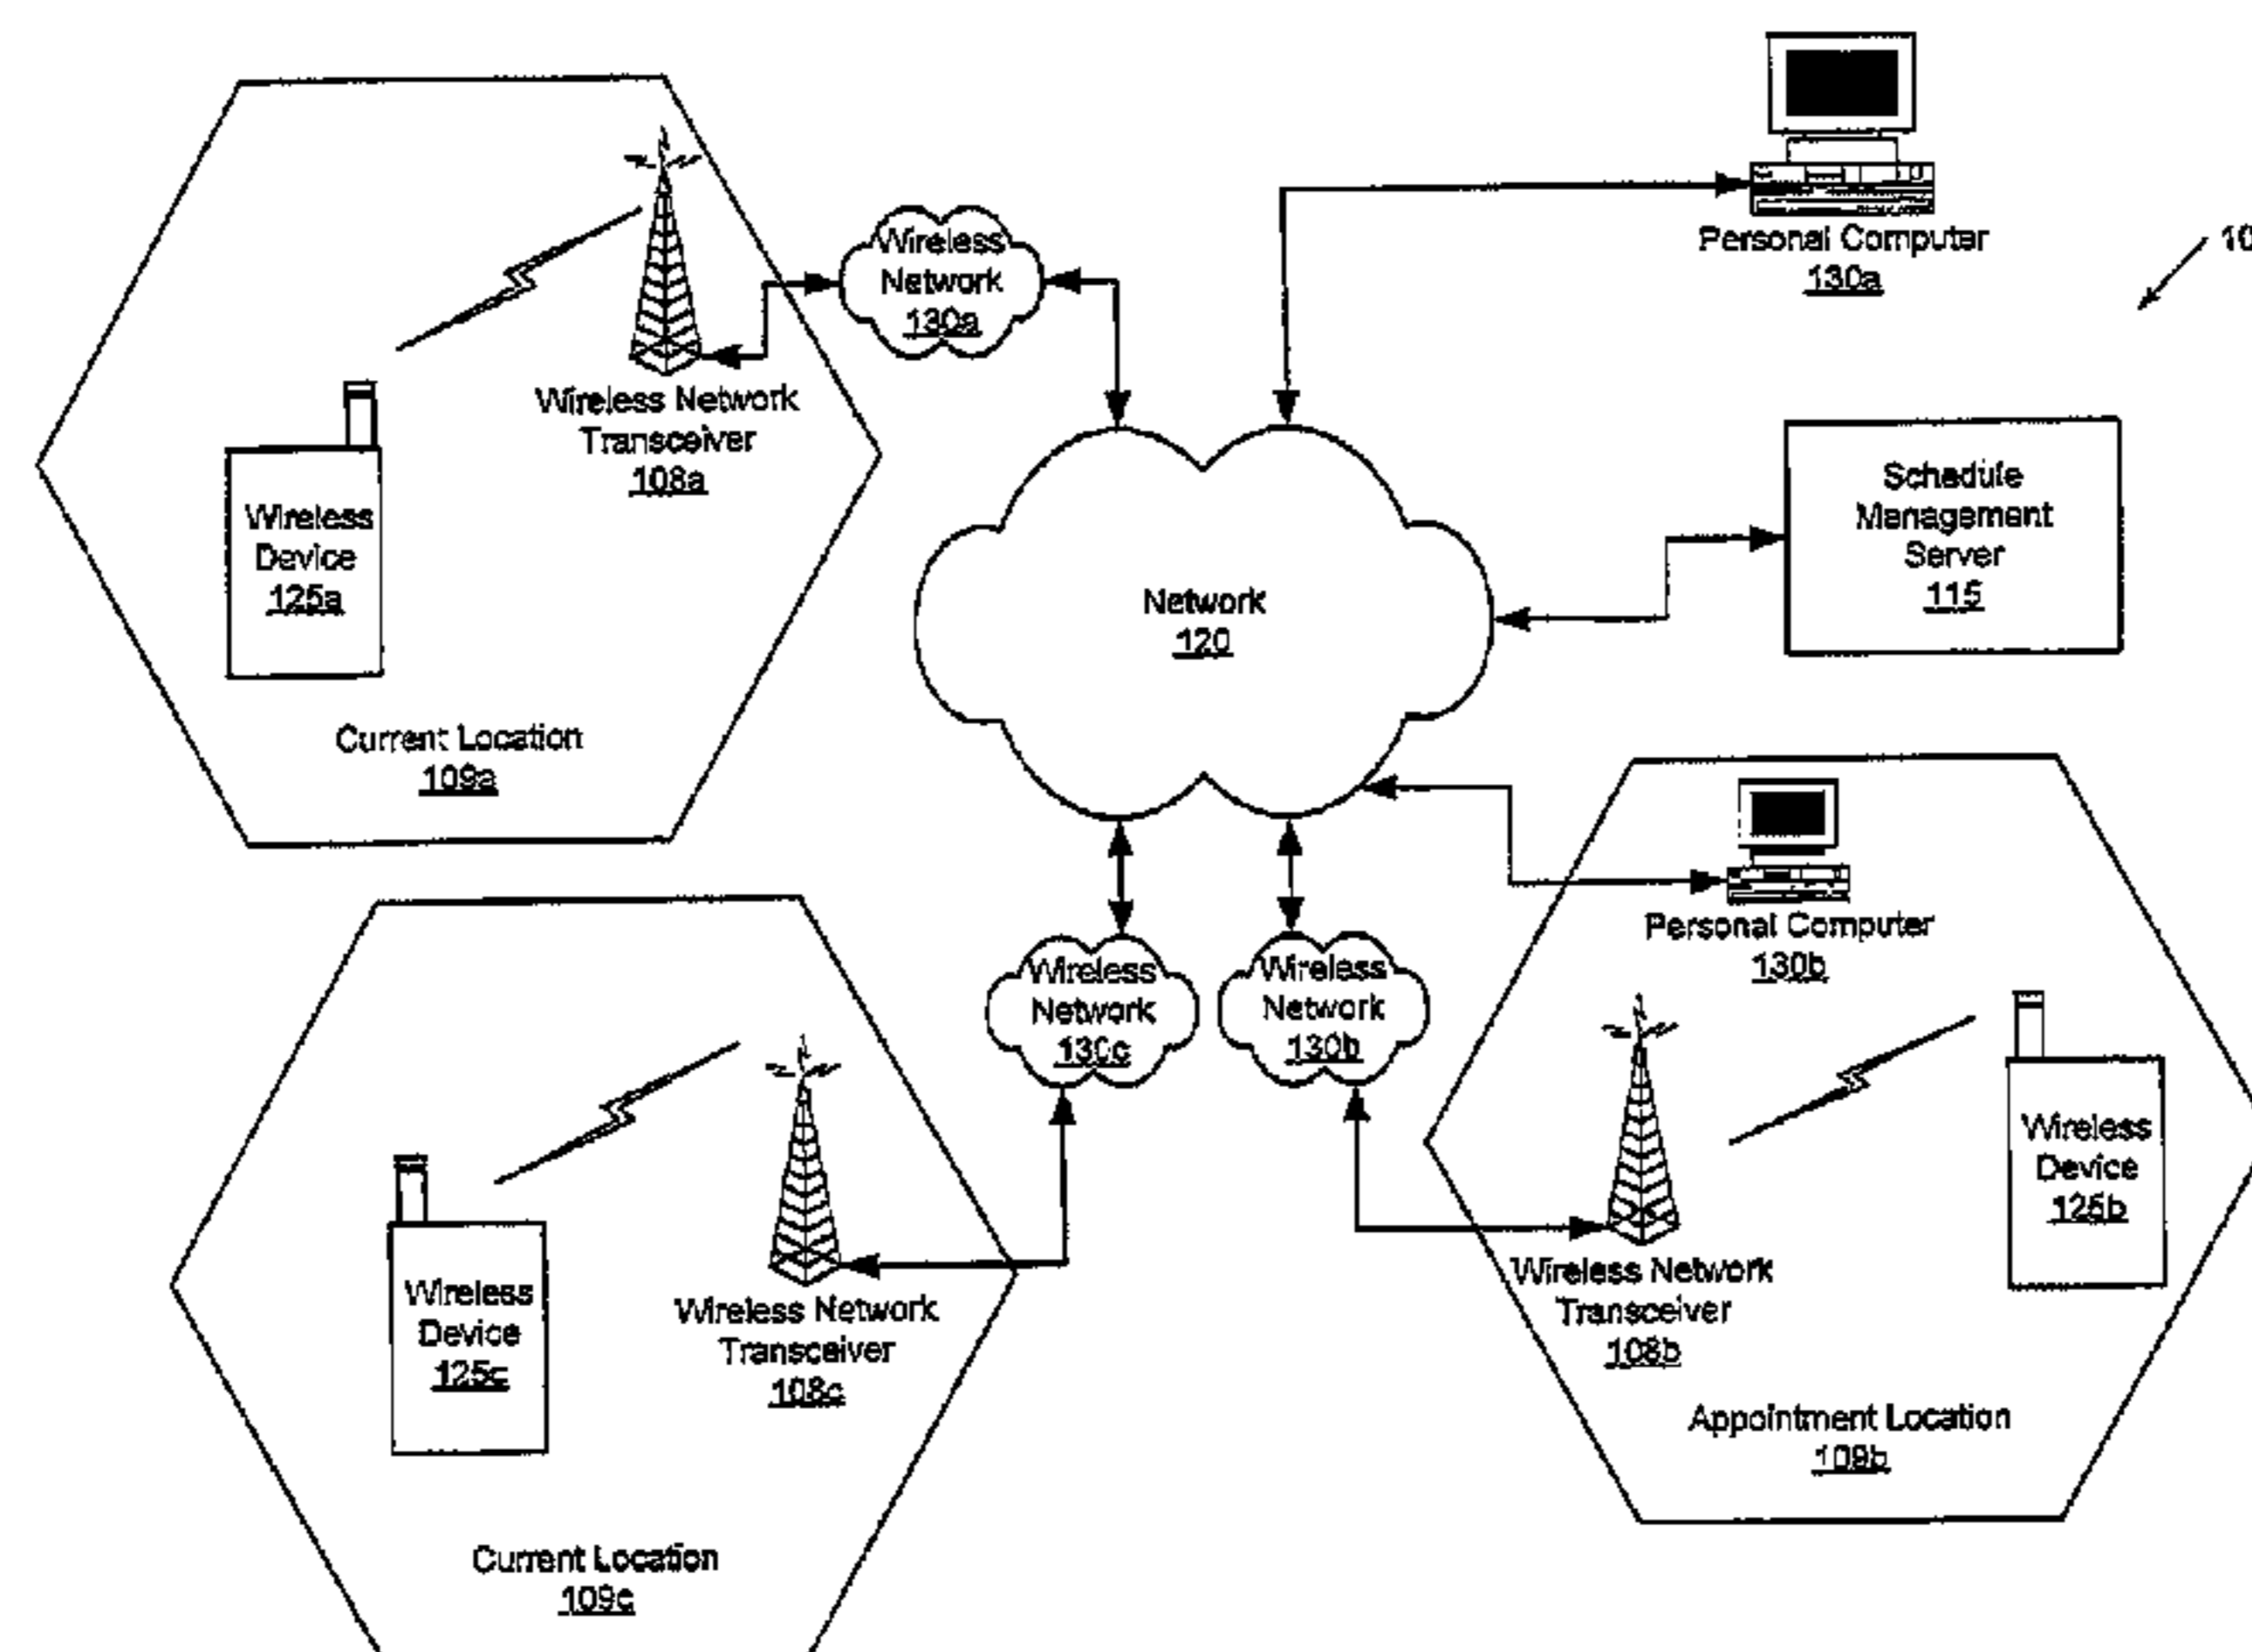 Personal Computer
130a
10
Wireless
Network
130a
Wireless Network
Transceiver
108a
Wireless
Device
125a
Current Location
109a
Network
120
Schedule
Management
Server
115
Personal Computer
130b
Wireless
Network
130c
Wireless
Network
130b
Wireless
Device
125c
Wireless Network
Transceiver
108c
Current Location
109c
Wireless Network
Transceiver
108b
Wireless
Device
125b
Appointment Location
109b